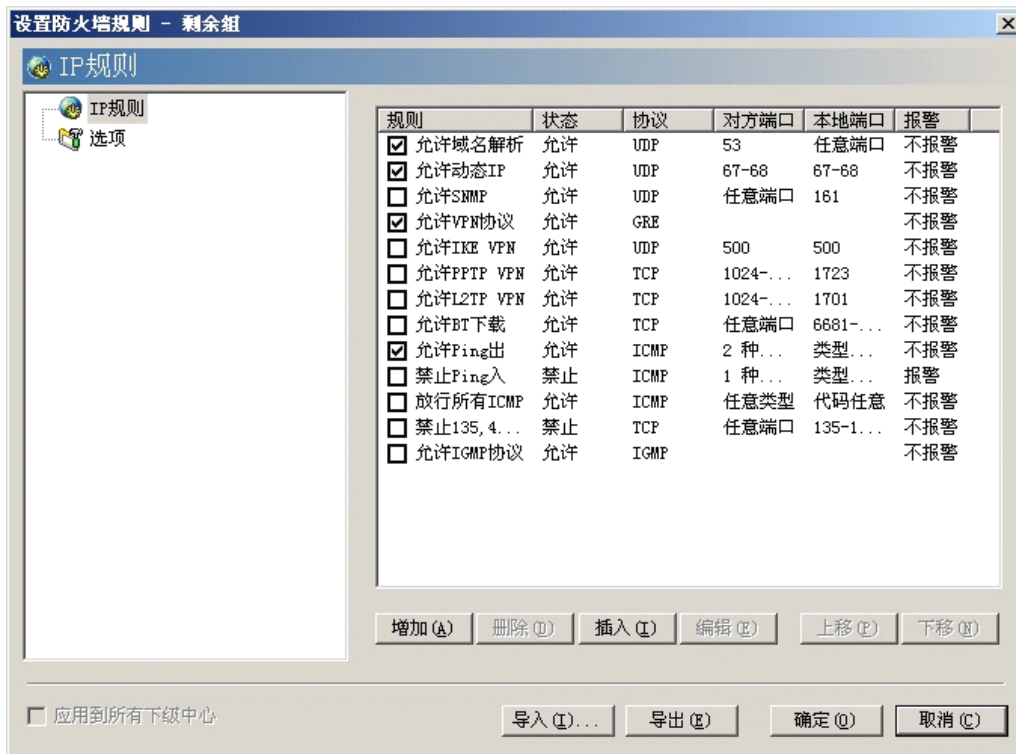 设置防火墙规则 - 剩余组
IP规则
IP规则
选项
规则 状态 协议 对方端口 本地端口 报警
允许域名解析 允许 UDP 53 任意端口 不报警
允许动态IP 允许 UDP 67-68 67-68 不报警
允许SNMP 允许 UDP 任意端口 161 不报警
允许VPN协议 允许 GRE 不报警
允许IKE VPN 允许 UDP 500 500 不报警
允许PPTP VPN 允许 TCP 1024-... 1723 不报警
允许L2TP VPN 允许 TCP 1024-... 1701 不报警
允许BT下载 允许 TCP 任意端口 6681-... 不报警
允许Ping出 允许 ICMP 2 种... 类型... 不报警
禁止Ping入 禁止 ICMP 1 种... 类型... 报警
放行所有ICMP 允许 ICMP 任意类型 代码任意 不报警
禁止135,4... 禁止 TCP 任意端口 135-1... 不报警
允许IGMP协议 允许 IGMP 不报警
增加(A) 删除(D) 插入(I) 编辑(E) 上移(P) 下移(N)
应用到所有下级中心 导入(I)... 导出(E) 确定(O) 取消(C)